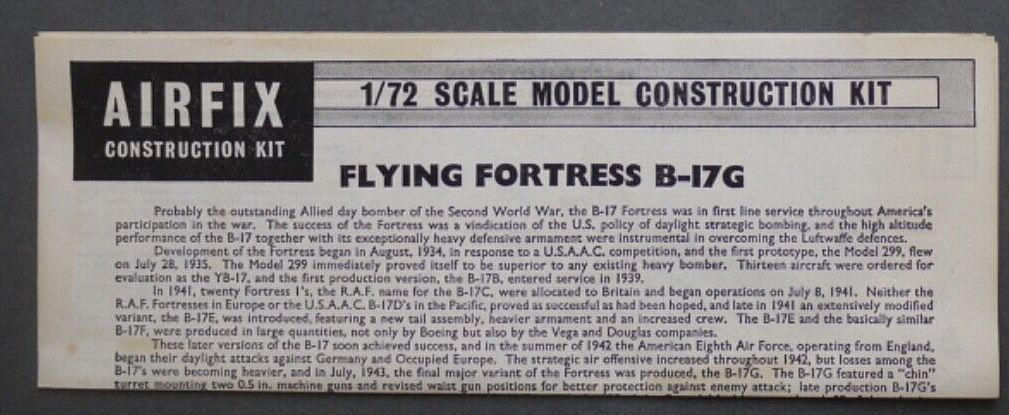 AIRFIX
CONSTRUCTION KIT
1/72 SCALE MODEL CONSTRUCTION KIT
FLYING FORTRESS B-17G
Probably the outstanding Allied day bomber of the Second World War, the B-17 Fortress was in first line service throughout America's
participation in the war. The success of the Fortress was a vindication of the U.S. policy of daylight strategic bombing, and the high altitude
performance of the B-17 together with its exceptionally heavy defensive armament were instrumental in overcoming the Luftwaffe defences.
Development of the Fortress began in August, 1934, in response to a U.S.A.A.C. competition, and the first prototype, the Model 299, flew
on July 28, 1935. The Model 299 immediately proved itself to be superior to any existing heavy bomber. Thirteen aircraft were ordered for
evaluation as the YB-17, and the first production version, the B-17B, entered service in 1939.
In 1941, twenty Fortress 1's, the R.A.F. name for the B-17C, were allocated to Britain and began operations on July 8, 1941. Neither the
R.A.F. Fortresses in Europe or the U.S.A.A.C. B-17D's in the Pacific, proved as successful as had been hoped, and late in 1941 an extensively modified
variant, the B-17E, was introduced, featuring a new tail assembly, heavier armament and an increased crew. The B-17E and the basically similar
B-17F, were produced in large quantities, not only by Boeing but also by the Vega and Douglas companies.
These later versions of the B-17 soon achieved success, and in the summer of 1942 the American Eighth Air Force, operating from England,
began their daylight attacks against Germany and Occupied Europe. The strategic air offensive increased throughout 1942, but losses among the
B-17's were becoming heavier, and in July, 1943, the final major variant of the Fortress was produced, the B-17G. The B-17G featured a "chin"
turret mounting two 0.5 in. machine guns and revised waist gun positions for better protection against enemy attack; late production B-17G's